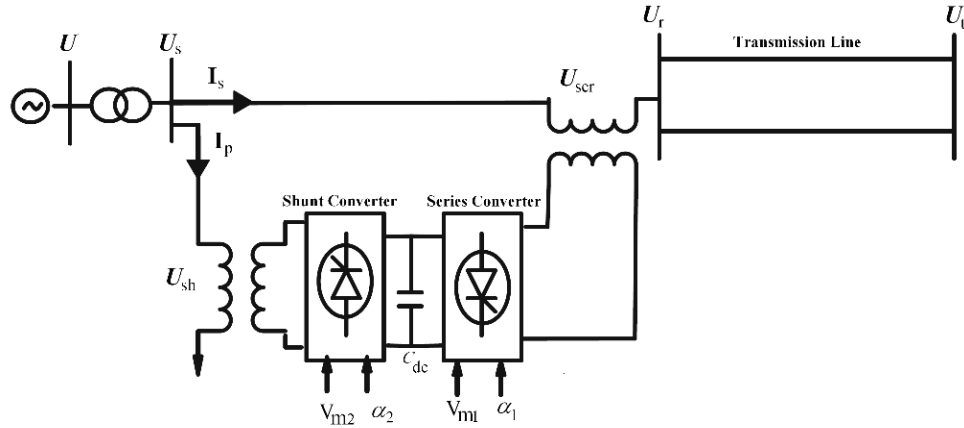 U
U_s
I_s
U_scr
U_r
Transmission Line
U_t
I_p
U_sh
Shunt Converter
Series Converter
C_dc
V_m2
α_2
V_m1
α_1